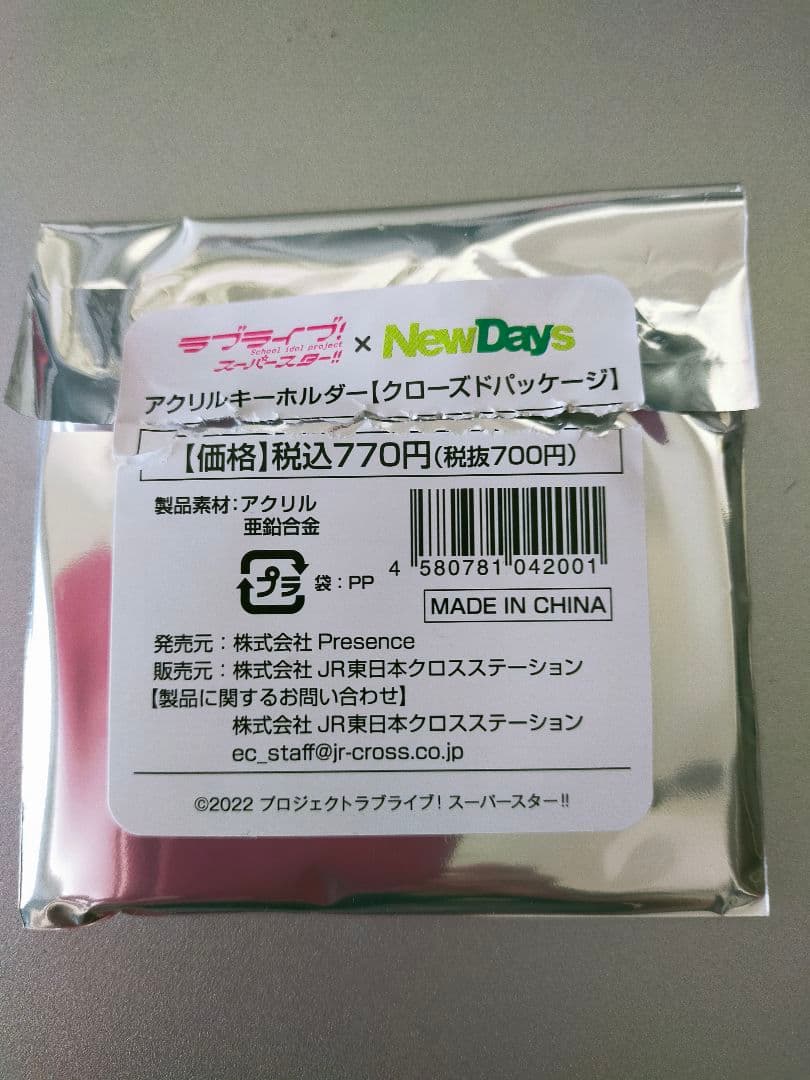 ラブライブ!
School idol project
スーパースター!!
× NewDays
アクリルキーホルダー【クローズドパッケージ】
【価格】税込770円(税抜700円)
製品素材:アクリル
亜鉛合金
プラ 袋:PP
4 580781 042001
MADE IN CHINA
発売元:株式会社 Presence
販売元:株式会社 JR東日本クロスステーション
【製品に関するお問い合わせ】
株式会社 JR東日本クロスステーション
ec_staff@jr-cross.co.jp
©2022 プロジェクトラブライブ! スーパースター!!